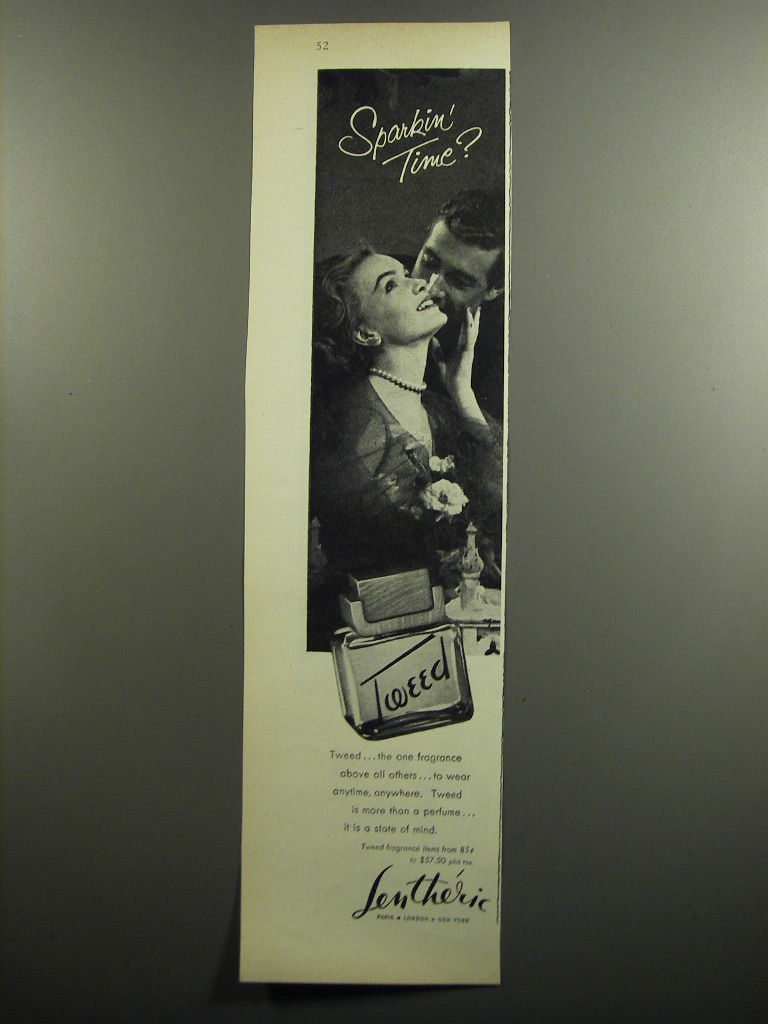 52
Sparkin'
Time?
Tweed
Tweed...the one fragrance
above all others...to wear
anytime, anywhere. Tweed
is more than a perfume...
it is a state of mind.
Tweed fragrance items from 85¢
to $57.50 plus tax
Lenthéric
PARIS • LONDON • NEW YORK